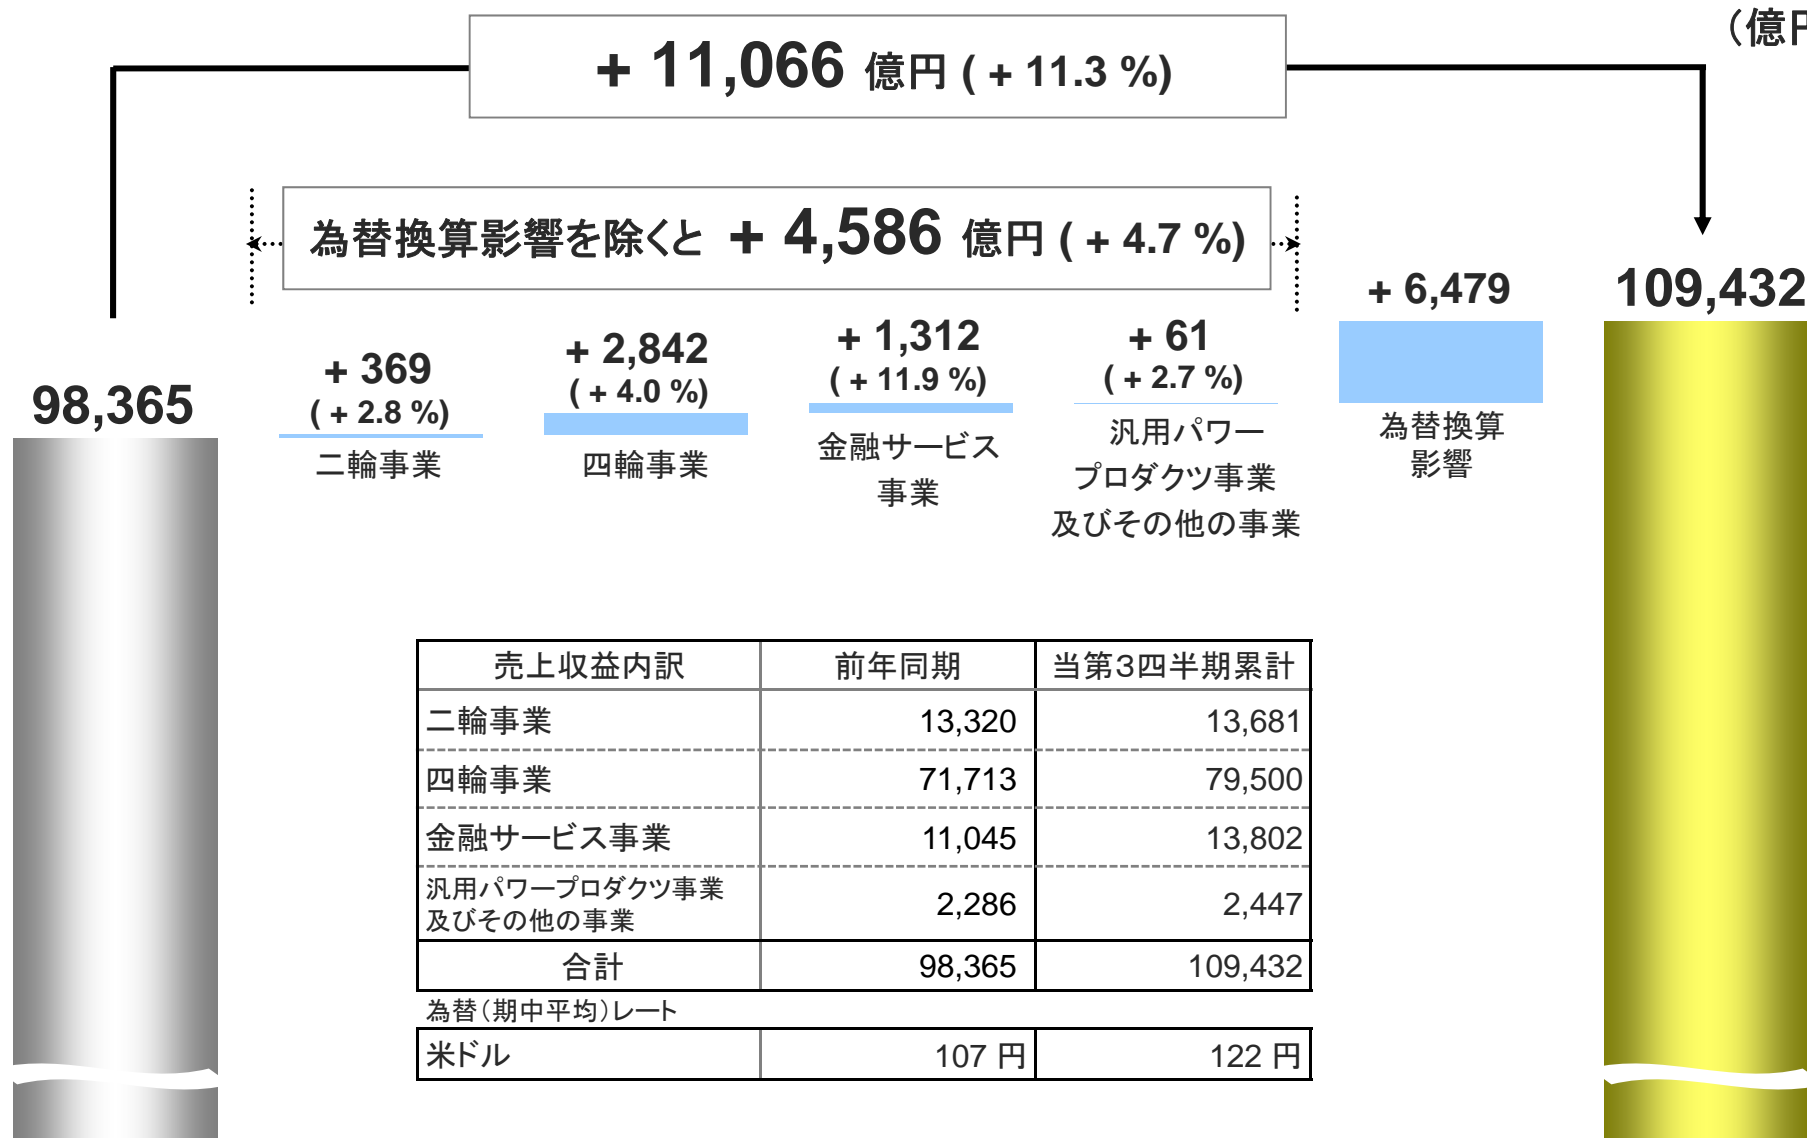 （億円
+ 11,066 億円 ( + 11.3 %)
為替換算影響を除くと + 4,586 億円 ( + 4.7 %)
98,365
+ 369
( + 2.8 %)
二輪事業
+ 2,842
( + 4.0 %)
四輪事業
+ 1,312
( + 11.9 %)
金融サービス
事業
+ 61
( + 2.7 %)
汎用パワー
プロダクツ事業
及びその他の事業
+ 6,479
為替換算
影響
109,432
売上収益内訳 前年同期 当第３四半期累計
二輪事業 13,320 13,681
四輪事業 71,713 79,500
金融サービス事業 11,045 13,802
汎用パワープロダクツ事業
及びその他の事業 2,286 2,447
合計 98,365 109,432
為替（期中平均）レート
米ドル 107 円 122 円